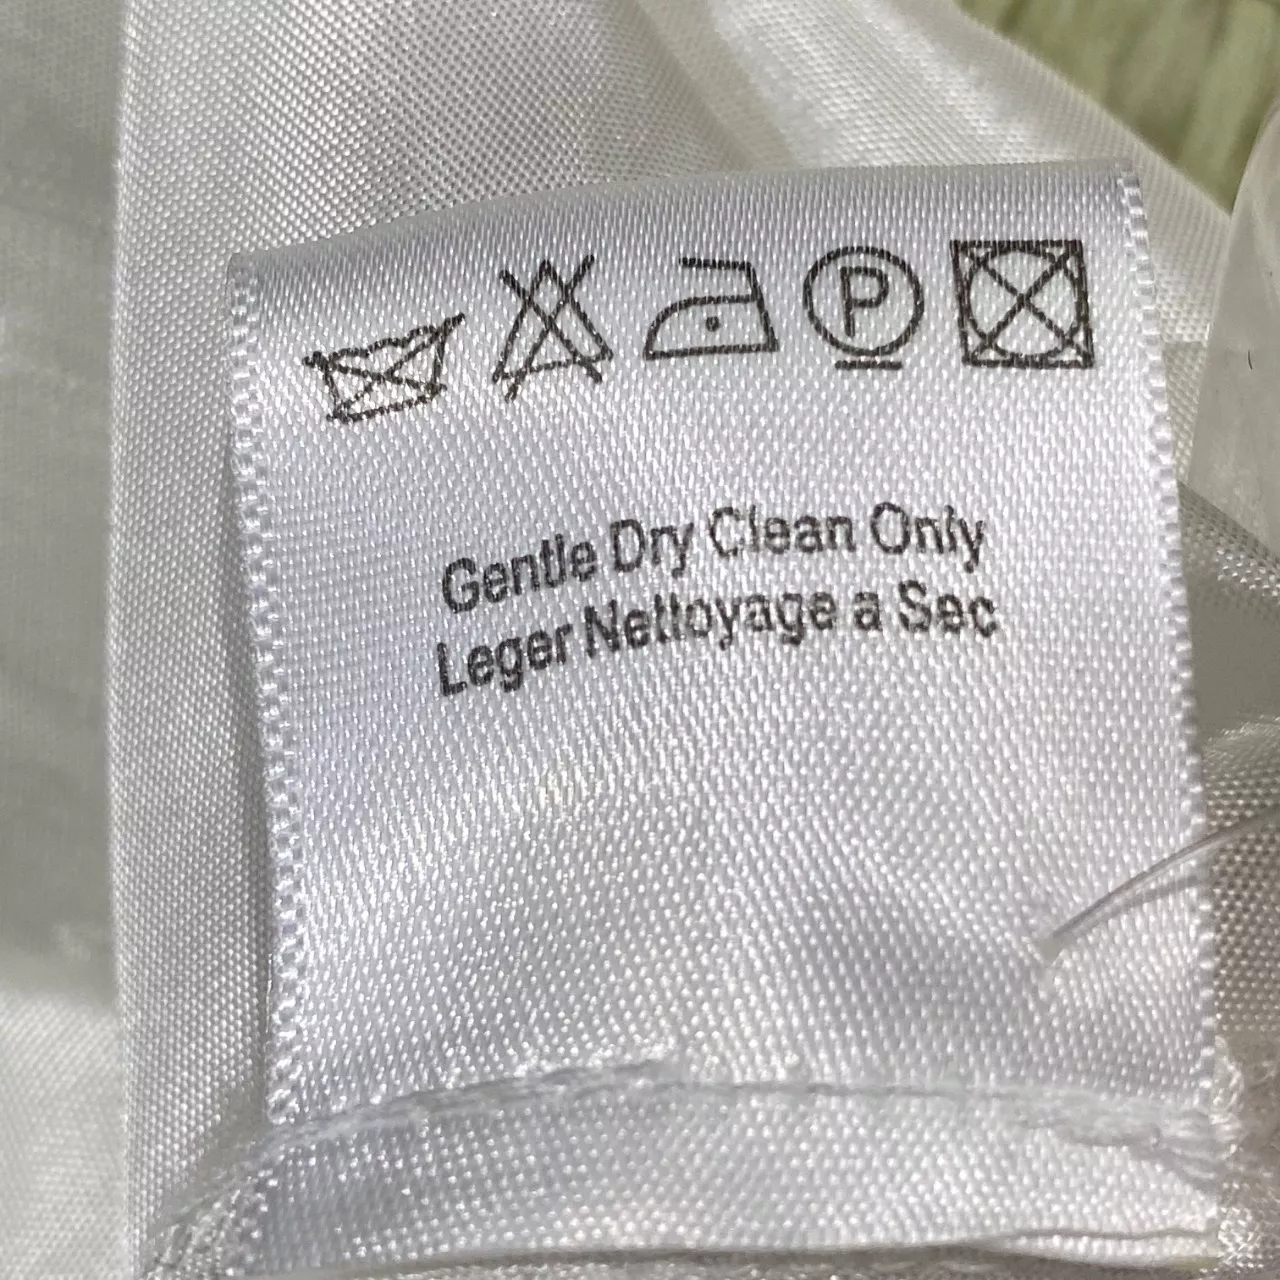 P
Gentle Dry Clean Only
Leger Nettoyage a Sec